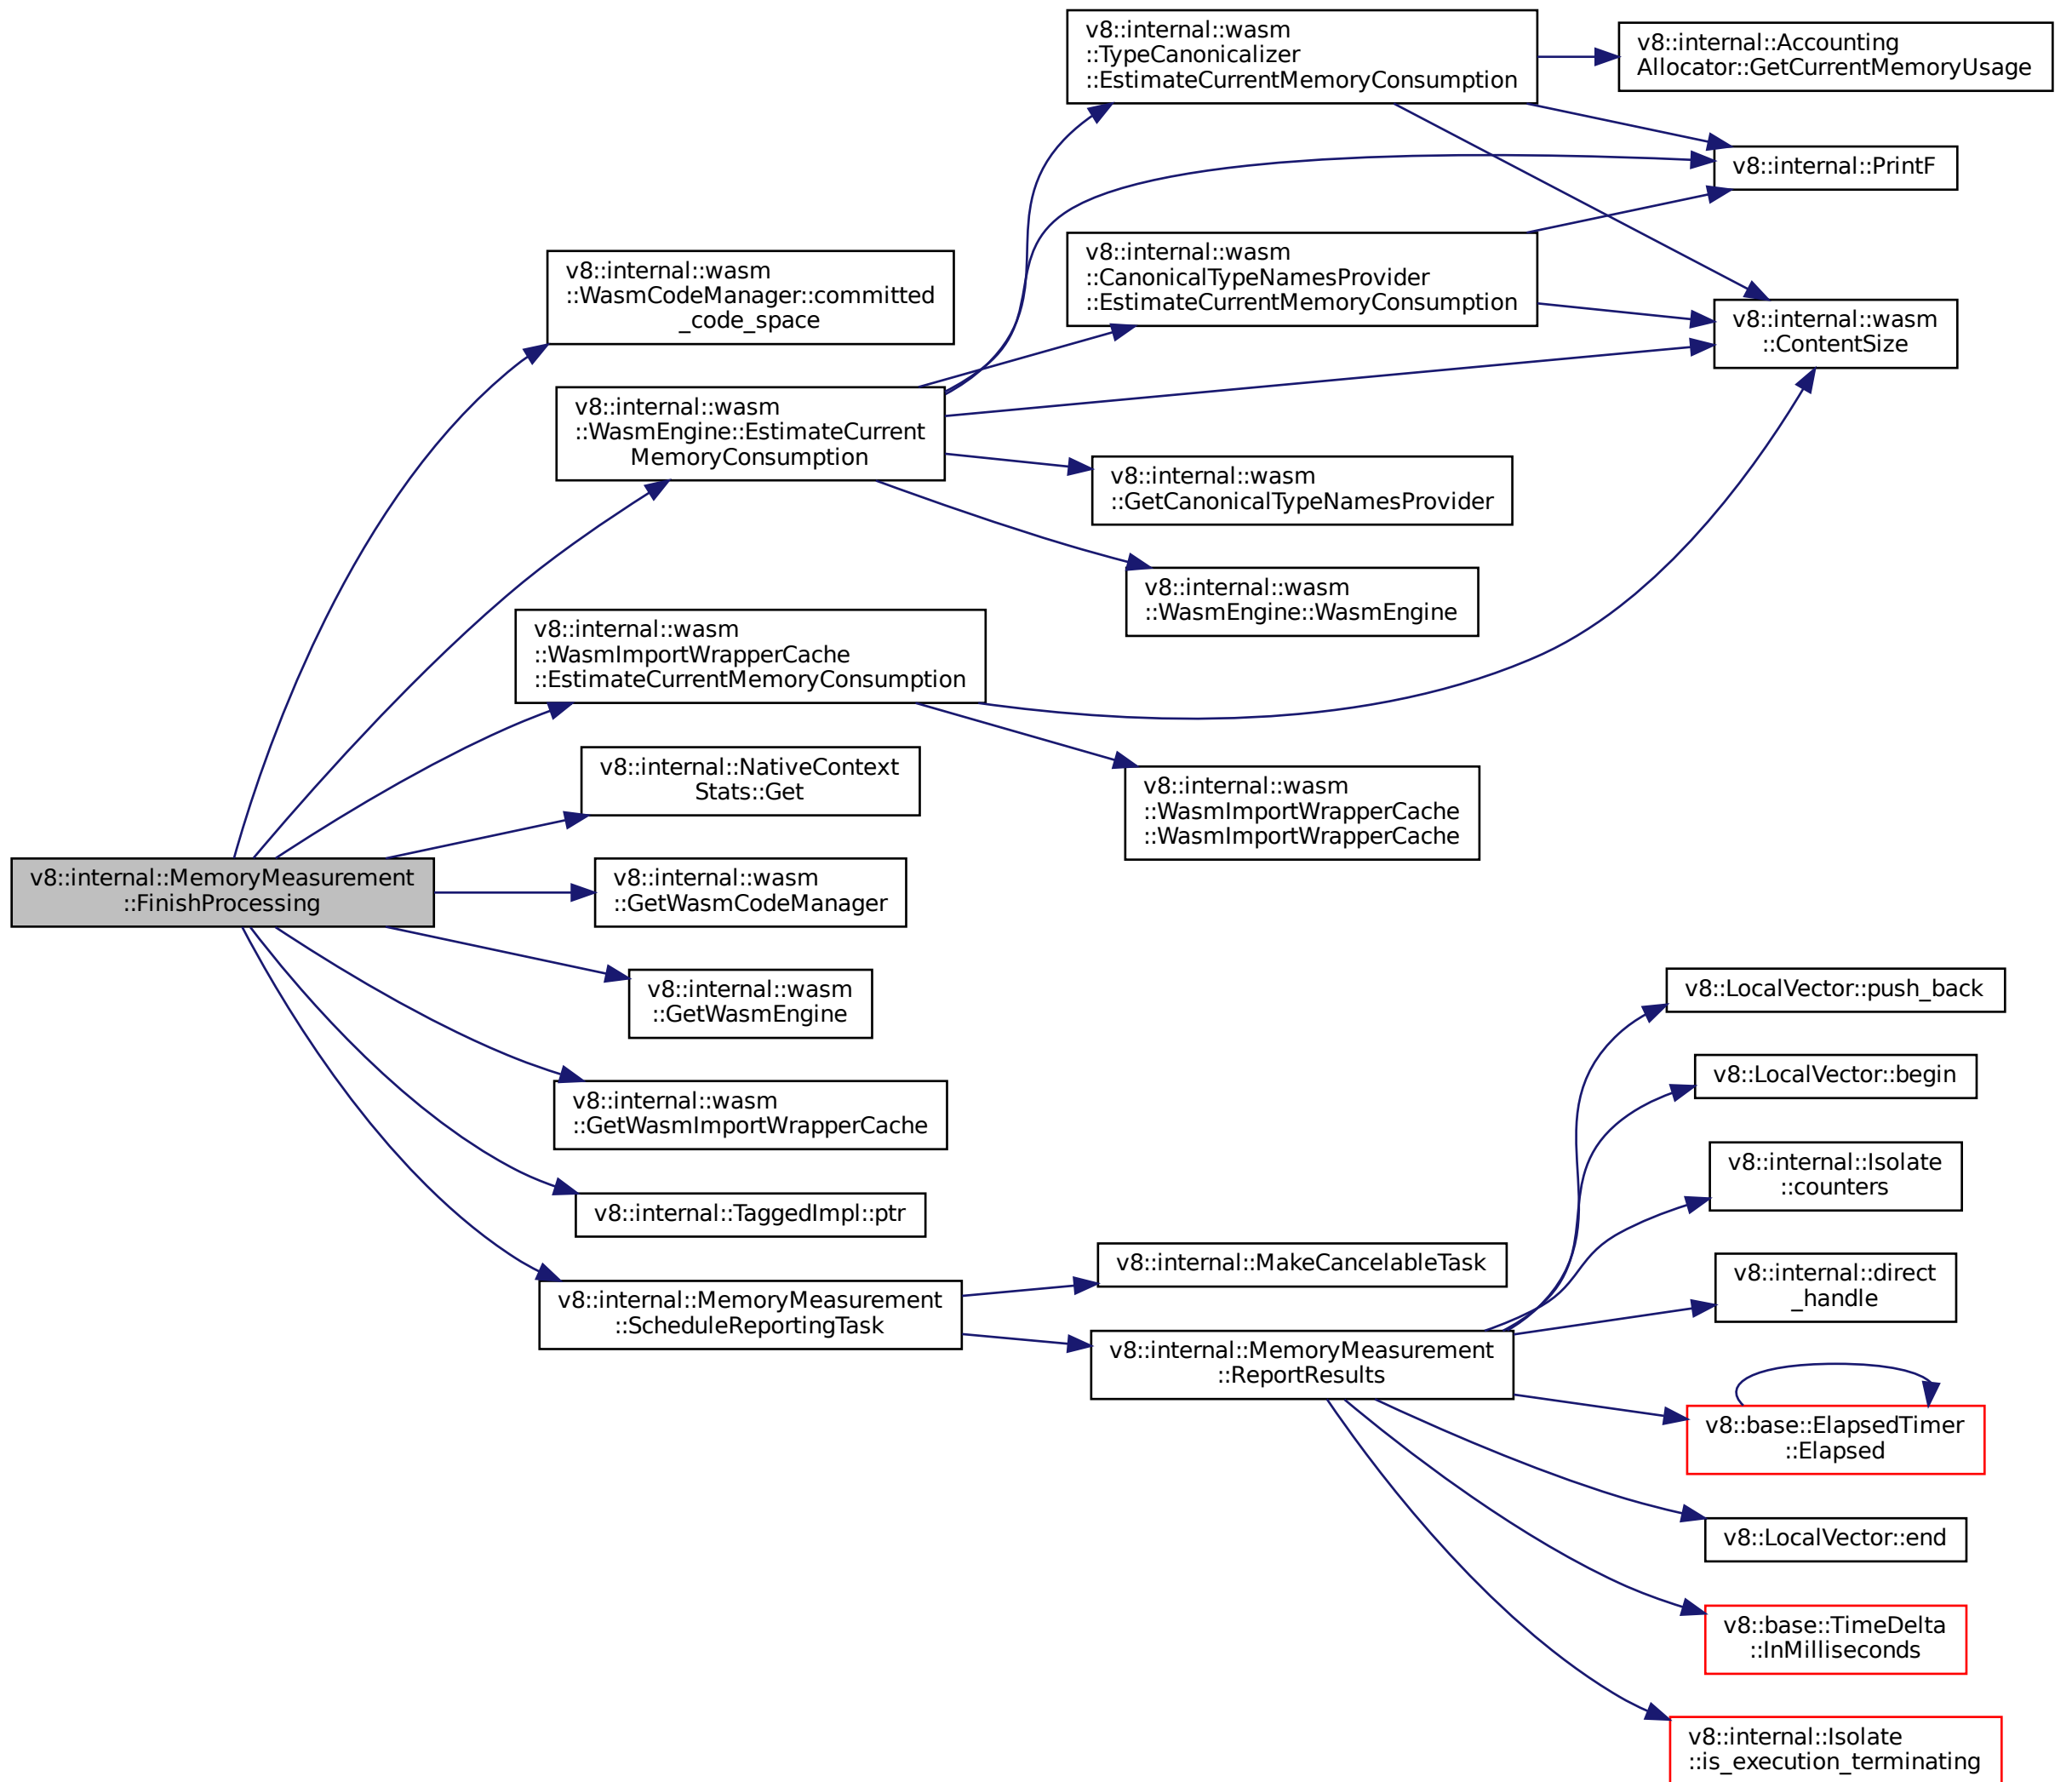 v8::internal::wasm
::TypeCanonicalizer
::EstimateCurrentMemoryConsumption
v8::internal::Accounting
Allocator::GetCurrentMemoryUsage
v8::internal::PrintF
v8::internal::wasm
::CanonicalTypeNamesProvider
::EstimateCurrentMemoryConsumption
v8::internal::wasm
::WasmCodeManager::committed
_code_space
v8::internal::wasm
::ContentSize
v8::internal::wasm
::WasmEngine::EstimateCurrent
MemoryConsumption
v8::internal::wasm
::GetCanonicalTypeNamesProvider
v8::internal::wasm
::WasmEngine::WasmEngine
v8::internal::wasm
::WasmImportWrapperCache
::EstimateCurrentMemoryConsumption
v8::internal::NativeContext
Stats::Get
v8::internal::wasm
::WasmImportWrapperCache
::WasmImportWrapperCache
v8::internal::MemoryMeasurement
::FinishProcessing
v8::internal::wasm
::GetWasmCodeManager
v8::internal::wasm
::GetWasmEngine
v8::LocalVector::push_back
v8::LocalVector::begin
v8::internal::wasm
::GetWasmImportWrapperCache
v8::internal::Isolate
::counters
v8::internal::TaggedImpl::ptr
v8::internal::MakeCancelableTask
v8::internal::direct
_handle
v8::internal::MemoryMeasurement
::ScheduleReportingTask
v8::internal::MemoryMeasurement
::ReportResults
v8::base::ElapsedTimer
::Elapsed
v8::LocalVector::end
v8::base::TimeDelta
::InMilliseconds
v8::internal::Isolate
::is_execution_terminating